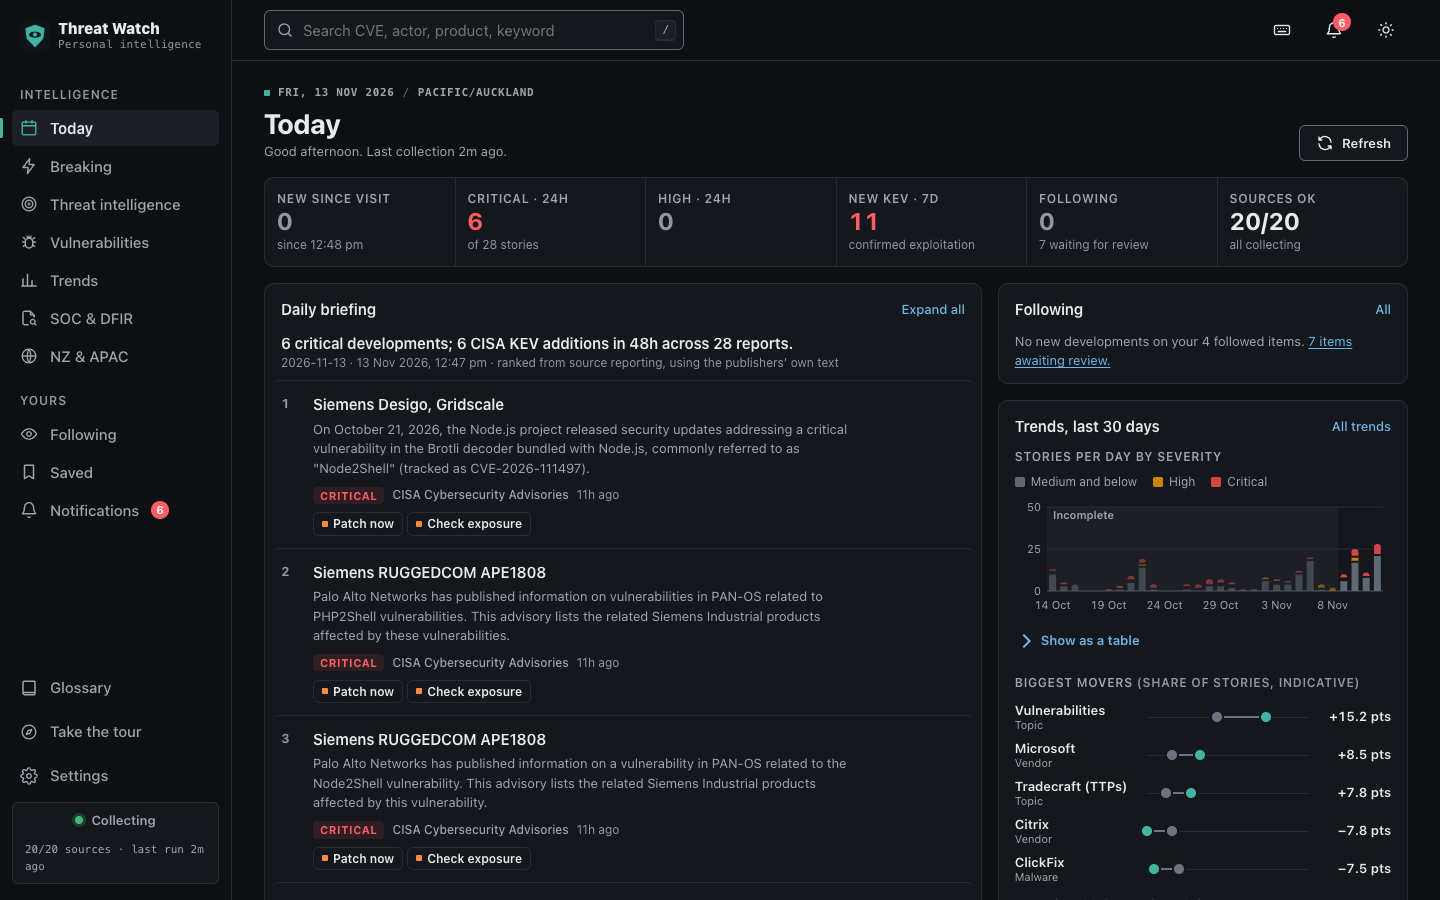 Threat Watch
Personal intelligence
Search CVE, actor, product, keyword
/
6
INTELLIGENCE
Today
Breaking
Threat intelligence
Vulnerabilities
Trends
SOC & DFIR
NZ & APAC
YOURS
Following
Saved
Notifications 6
Glossary
Take the tour
Settings
Collecting
20/20 sources · last run 2m
ago
FRI, 13 NOV 2026 / PACIFIC/AUCKLAND
Today
Good afternoon. Last collection 2m ago.
Refresh
NEW SINCE VISIT
0
since 12:48 pm
CRITICAL · 24H
6
of 28 stories
HIGH · 24H
0
NEW KEV · 7D
11
confirmed exploitation
FOLLOWING
0
7 waiting for review
SOURCES OK
20/20
all collecting
Daily briefing
Expand all
6 critical developments; 6 CISA KEV additions in 48h across 28 reports.
2026-11-13 · 13 Nov 2026, 12:47 pm · ranked from source reporting, using the publishers' own text
1
Siemens Desigo, Gridscale
On October 21, 2026, the Node.js project released security updates addressing a critical
vulnerability in the Brotli decoder bundled with Node.js, commonly referred to as
"Node2Shell" (tracked as CVE-2026-111497).
CRITICAL CISA Cybersecurity Advisories 11h ago
Patch now Check exposure
2
Siemens RUGGEDCOM APE1808
Palo Alto Networks has published information on vulnerabilities in PAN-OS related to
PHP2Shell vulnerabilities. This advisory lists the related Siemens Industrial products
affected by these vulnerabilities.
CRITICAL CISA Cybersecurity Advisories 11h ago
Patch now Check exposure
3
Siemens RUGGEDCOM APE1808
Palo Alto Networks has published information on a vulnerability in PAN-OS related to the
Node2Shell vulnerability. This advisory lists the related Siemens Industrial products
affected by this vulnerability.
CRITICAL CISA Cybersecurity Advisories 11h ago
Patch now Check exposure
Following
All
No new developments on your 4 followed items. 7 items
awaiting review.
Trends, last 30 days
All trends
STORIES PER DAY BY SEVERITY
Medium and below High Critical
50
25
0
Incomplete
14 Oct 19 Oct 24 Oct 29 Oct 3 Nov 8 Nov
Show as a table
BIGGEST MOVERS (SHARE OF STORIES, INDICATIVE)
Vulnerabilities
Topic
+15.2 pts
Microsoft
Vendor
+8.5 pts
Tradecraft (TTPs)
Topic
+7.8 pts
Citrix
Vendor
−7.8 pts
ClickFix
Malware
−7.5 pts